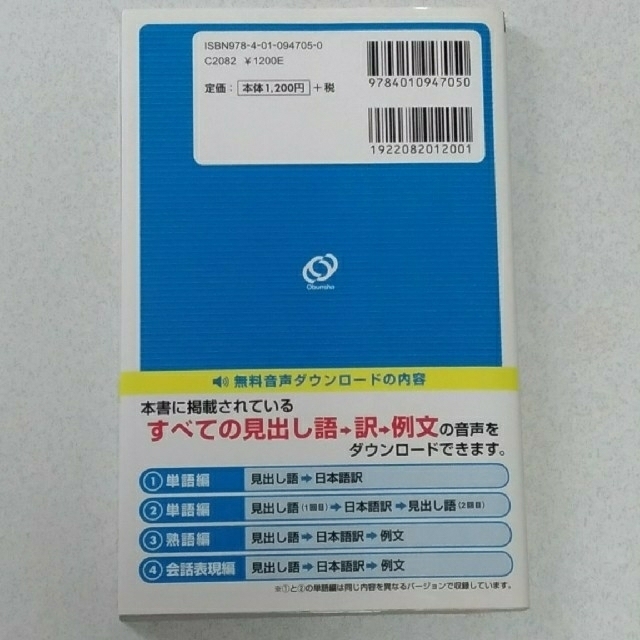 ISBN978-4-01-094705-0
C2082 ￥1200E
定価：本体1,200円＋税
9784010947050
1922082012001
Obunsha
無料音声ダウンロードの内容
本書に掲載されている
すべての見出し語→訳→例文の音声を
ダウンロードできます。
①単語編 見出し語→日本語訳
②単語編 見出し語(1回目)→日本語訳→見出し語(2回目)
③熟語編 見出し語→日本語訳→例文
④会話表現編 見出し語→日本語訳→例文
※①と②の単語編は同じ内容を異なるバージョンで収録しています。